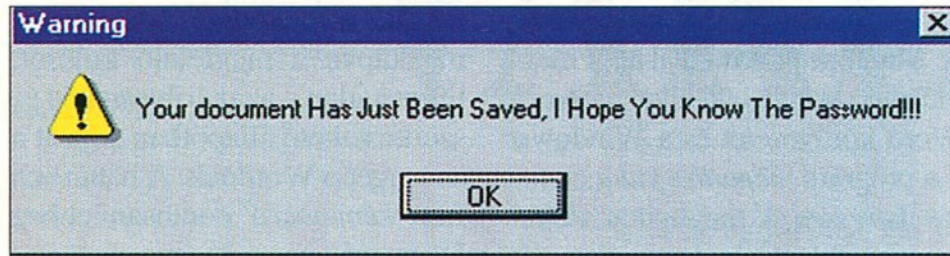 Warning
Your document Has Just Been Saved, I Hope You Know The Password!!!
OK